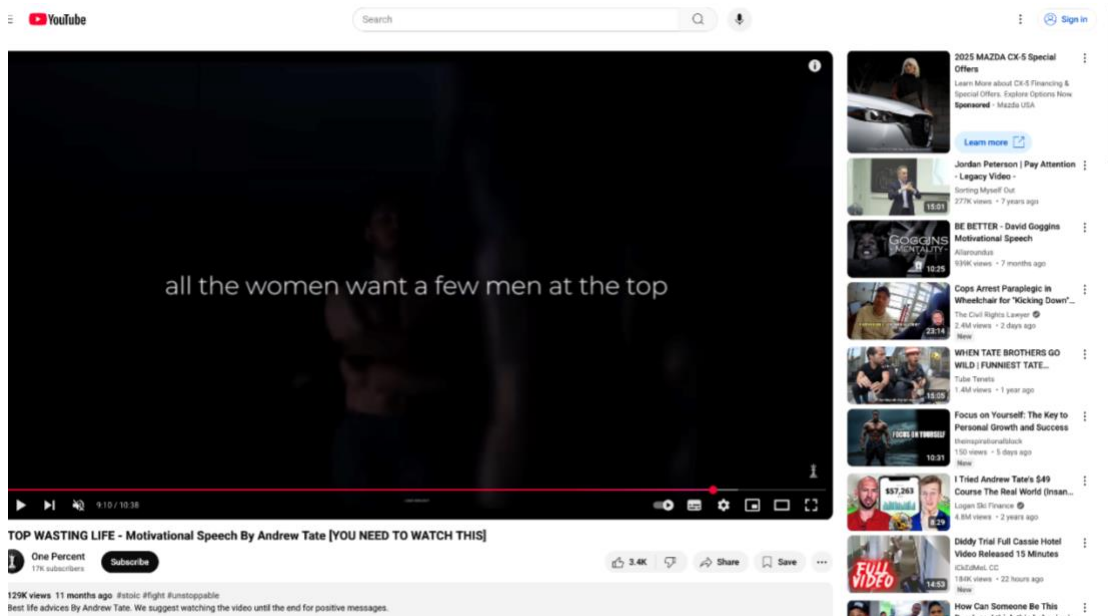 YouTube
Search
Sign in
all the women want a few men at the top
9:10 / 10:38
TOP WASTING LIFE - Motivational Speech By Andrew Tate [YOU NEED TO WATCH THIS]
One Percent
17K subscribers
Subscribe
3.4K
Share
Save
129K views 11 months ago #stoic #fight #unstoppable
Best life advices By Andrew Tate. We suggest watching the video until the end for positive messages.
2025 MAZDA CX-5 Special
Offers
Learn More about CX-5 Financing &
Special Offers. Explore Options Now.
Sponsored • Mazda USA
Learn more
Jordan Peterson | Pay Attention
- Legacy Video -
Sorting Myself Out
277K views • 7 years ago
15:01
BE BETTER - David Goggins
Motivational Speech
Aliaroundus
939K views • 7 months ago
GOGGINS
-MENTALITY-
10:25
Cops Arrest Paraplegic in
Wheelchair for "Kicking Down"...
The Civil Rights Lawyer
2.4M views • 2 days ago
New
23:14
WHEN TATE BROTHERS GO
WILD | FUNNIEST TATE...
Tube Tenets
1.4M views • 1 year ago
15:05
Focus on Yourself: The Key to
Personal Growth and Success
theinspirationalblock
150 views • 5 days ago
New
FOCUS ON YOURSELF
10:31
I Tried Andrew Tate's $49
Course The Real World (Insan...
Logan Ski Finance
4.8M views • 2 years ago
$57,263
8:29
Diddy Trial Full Cassie Hotel
Video Released 15 Minutes
iCkEdMeL CC
184K views • 22 hours ago
New
FULL
VIDEO
14:53
How Can Someone Be This